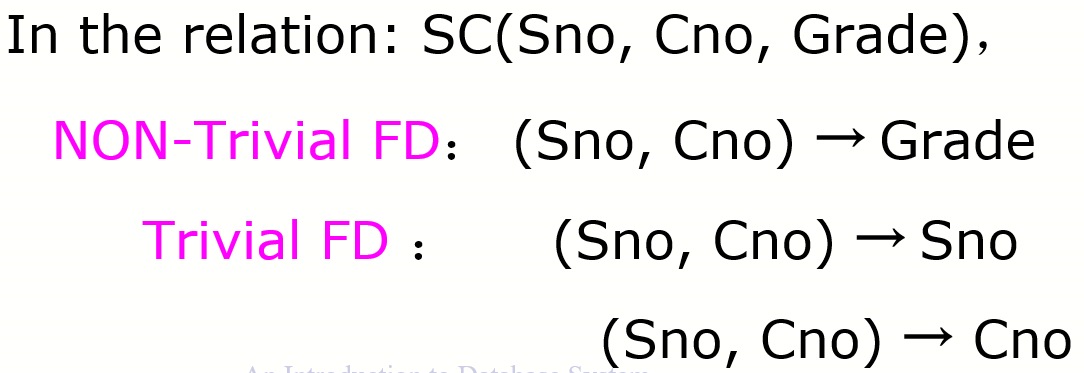 In the relation: SC(Sno, Cno, Grade)，
NON-Trivial FD： (Sno, Cno) → Grade
Trivial FD ： (Sno, Cno) → Sno
(Sno, Cno) → Cno
An Introduction to Database System